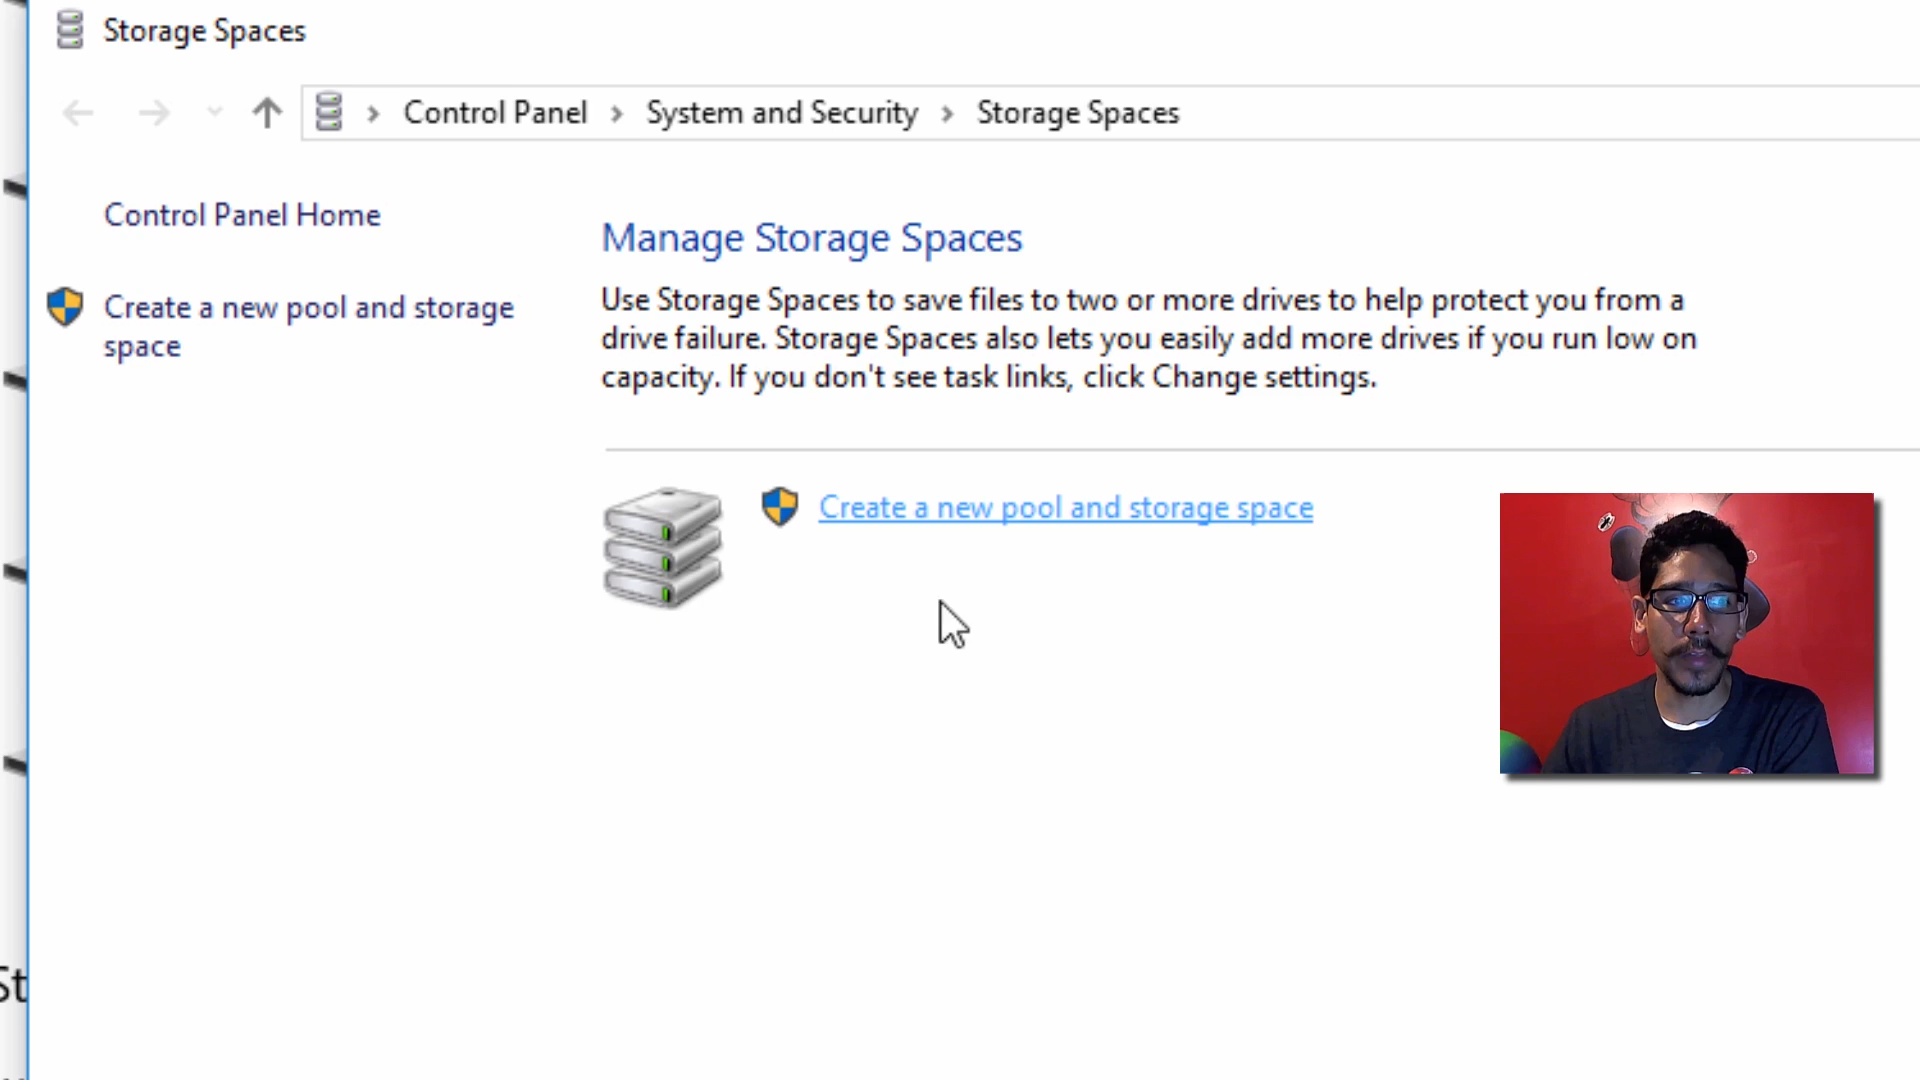 Storage Spaces
Control Panel > System and Security > Storage Spaces
Control Panel Home
Create a new pool and storage
space
Manage Storage Spaces
Use Storage Spaces to save files to two or more drives to help protect you from a
drive failure. Storage Spaces also lets you easily add more drives if you run low on
capacity. If you don't see task links, click Change settings.
Create a new pool and storage space
St